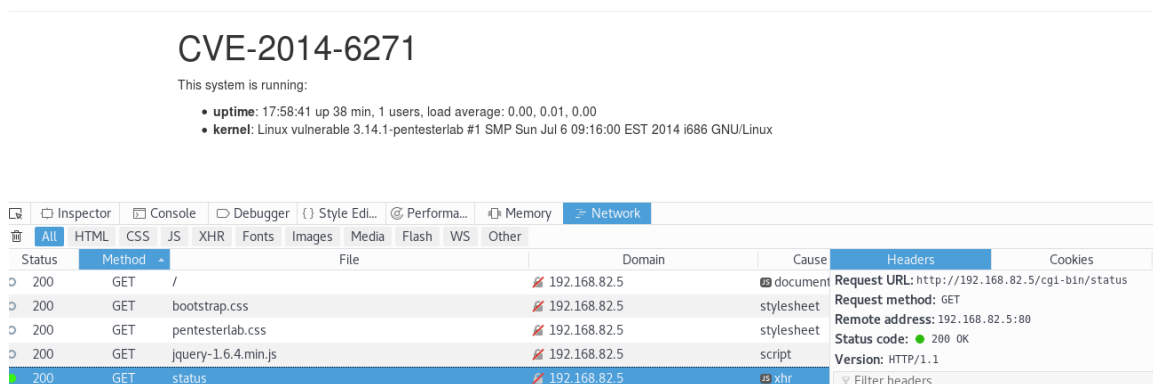 CVE-2014-6271
This system is running:
• uptime: 17:58:41 up 38 min, 1 users, load average: 0.00, 0.01, 0.00
• kernel: Linux vulnerable 3.14.1-pentesterlab #1 SMP Sun Jul 6 09:16:00 EST 2014 i686 GNU/Linux
Inspector Console Debugger {} Style Edi... Performa... Memory Network
All HTML CSS JS XHR Fonts Images Media Flash WS Other
Status Method File Domain Cause Headers Cookies
200 GET / 192.168.82.5 JS document Request URL: http://192.168.82.5/cgi-bin/status
Request method: GET
200 GET bootstrap.css 192.168.82.5 stylesheet
Remote address: 192.168.82.5:80
200 GET pentesterlab.css 192.168.82.5 stylesheet
Status code: 200 OK
200 GET jquery-1.6.4.min.js 192.168.82.5 script Version: HTTP/1.1
200 GET status 192.168.82.5 JS xhr Filter headers